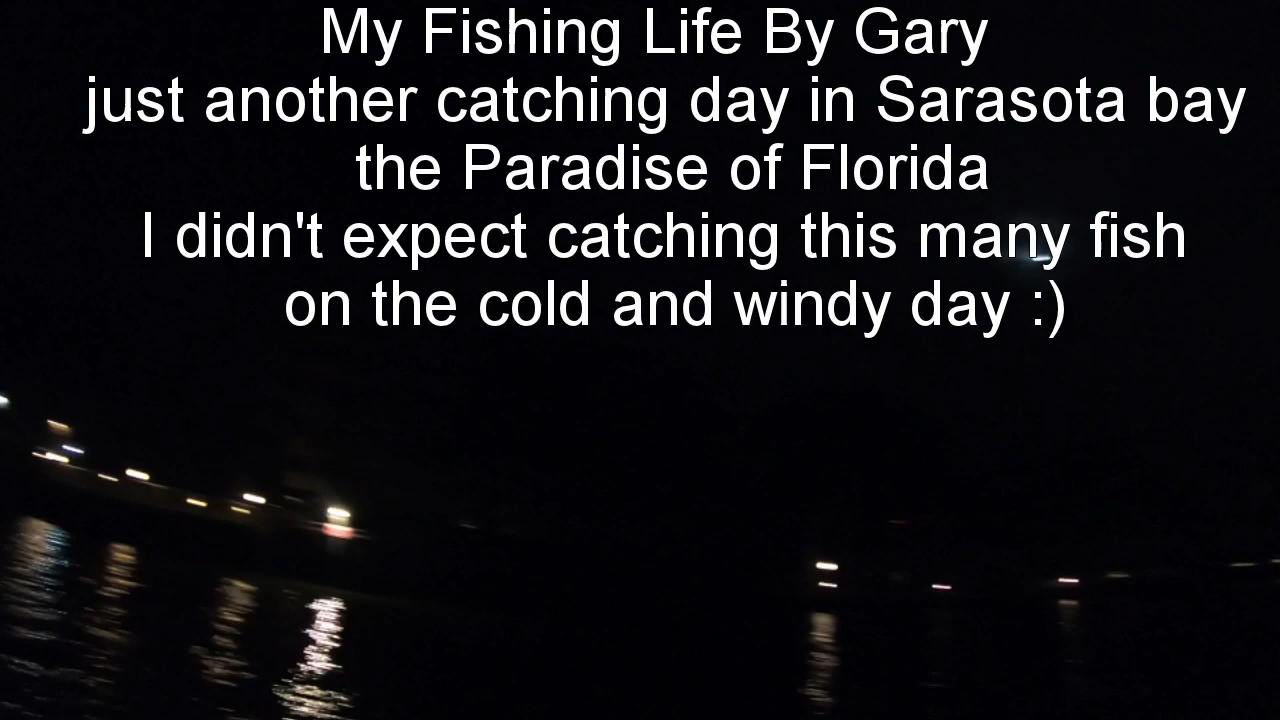 My Fishing Life By Gary
just another catching day in Sarasota bay
the Paradise of Florida
I didn't expect catching this many fish
on the cold and windy day :)